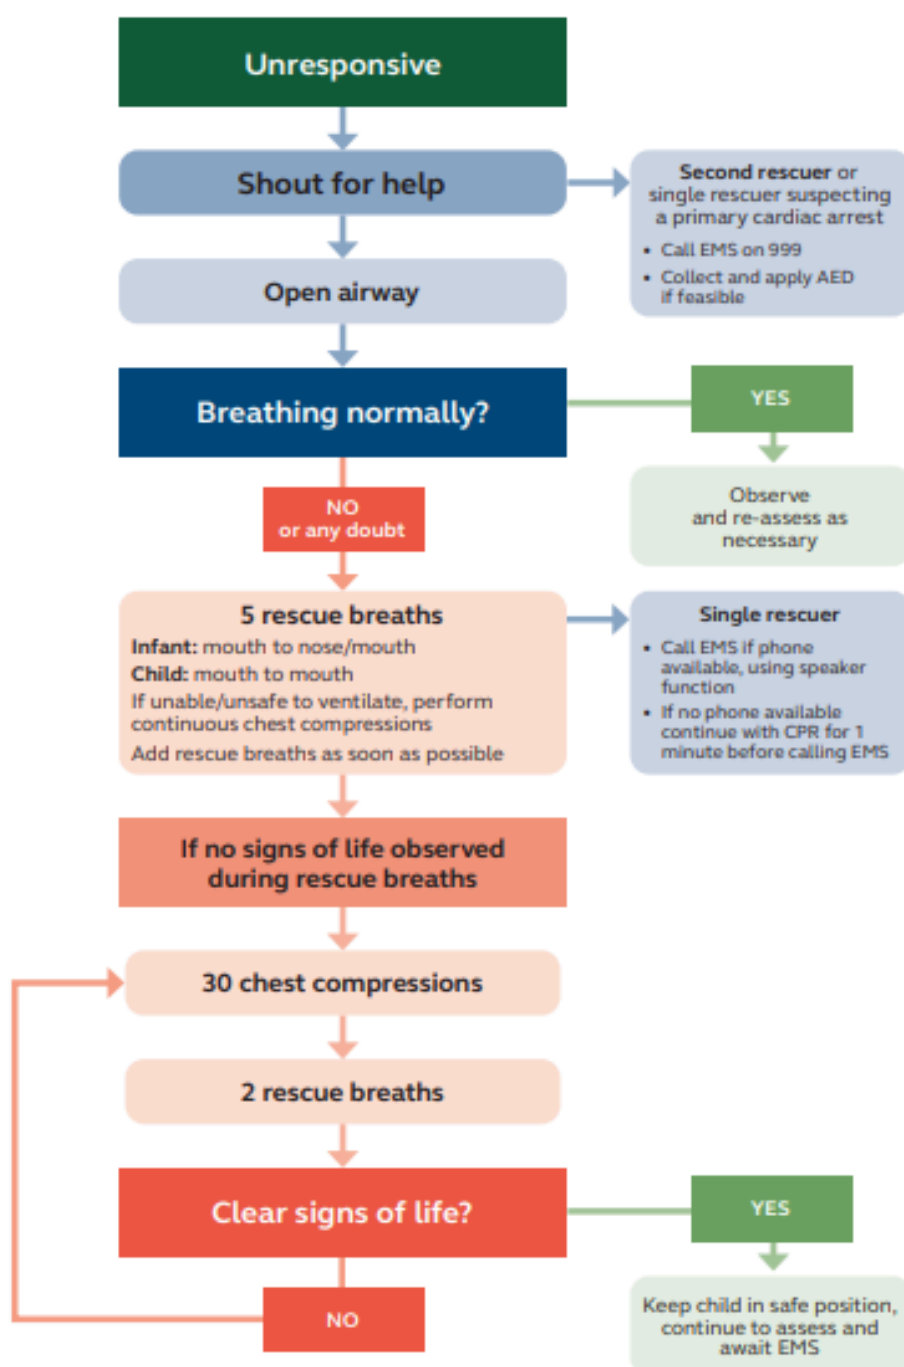 Unresponsive
Shout for help
Second rescuer or
single rescuer suspecting
a primary cardiac arrest
• Call EMS on 999
• Collect and apply AED
if feasible
Open airway
Breathing normally?
YES
Observe
and re-assess as
necessary
NO
or any doubt
5 rescue breaths
Infant: mouth to nose/mouth
Child: mouth to mouth
If unable/unsafe to ventilate, perform
continuous chest compressions
Add rescue breaths as soon as possible
Single rescuer
• Call EMS if phone
available, using speaker
function
• If no phone available
continue with CPR for 1
minute before calling EMS
If no signs of life observed
during rescue breaths
30 chest compressions
2 rescue breaths
Clear signs of life?
YES
Keep child in safe position,
continue to assess and
await EMS
NO